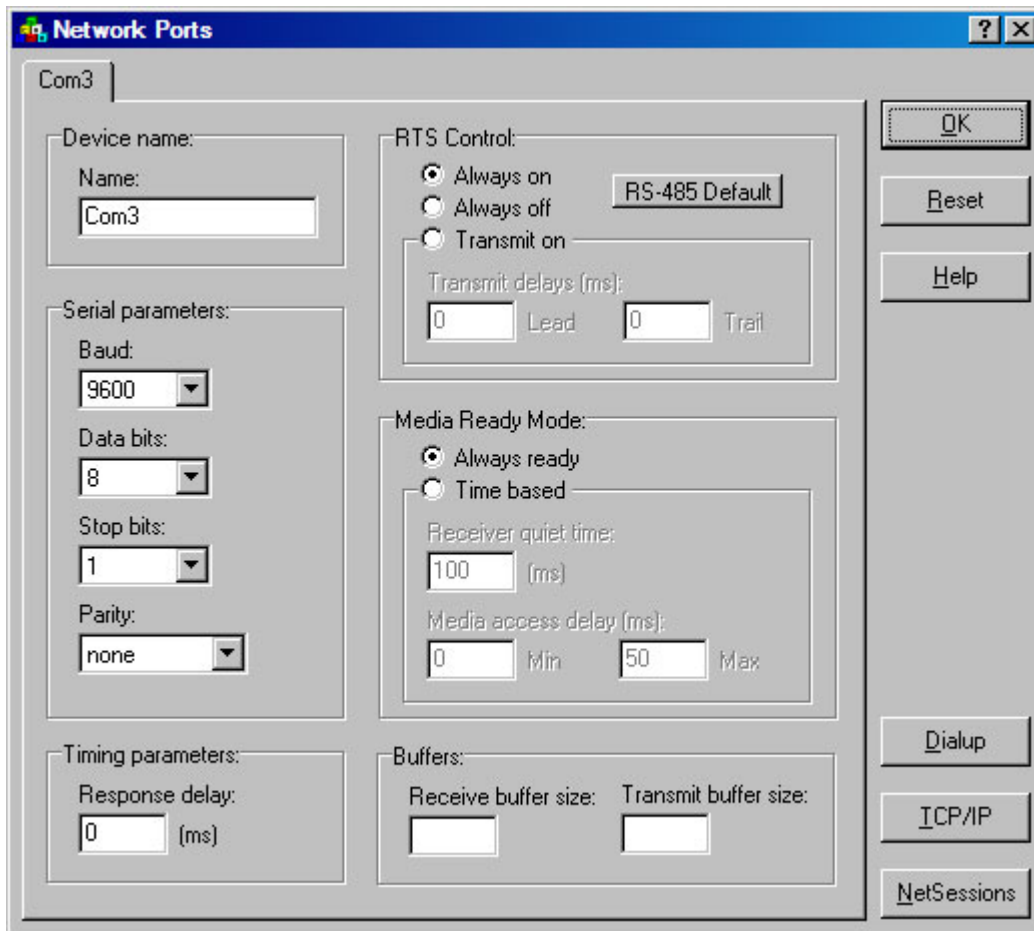 Network Ports
Com3
Device name:
Name:
Com3
Serial parameters:
Baud:
9600
Data bits:
8
Stop bits:
1
Parity:
none
Timing parameters:
Response delay:
0 (ms)
RTS Control:
Always on
Always off
RS-485 Default
Transmit on
Transmit delays (ms):
0 Lead 0 Trail
Media Ready Mode:
Always ready
Time based
Receiver quiet time:
100 (ms)
Media access delay (ms):
0 Min 50 Max
Buffers:
Receive buffer size: Transmit buffer size:
OK
Reset
Help
Dialup
TCP/IP
NetSessions